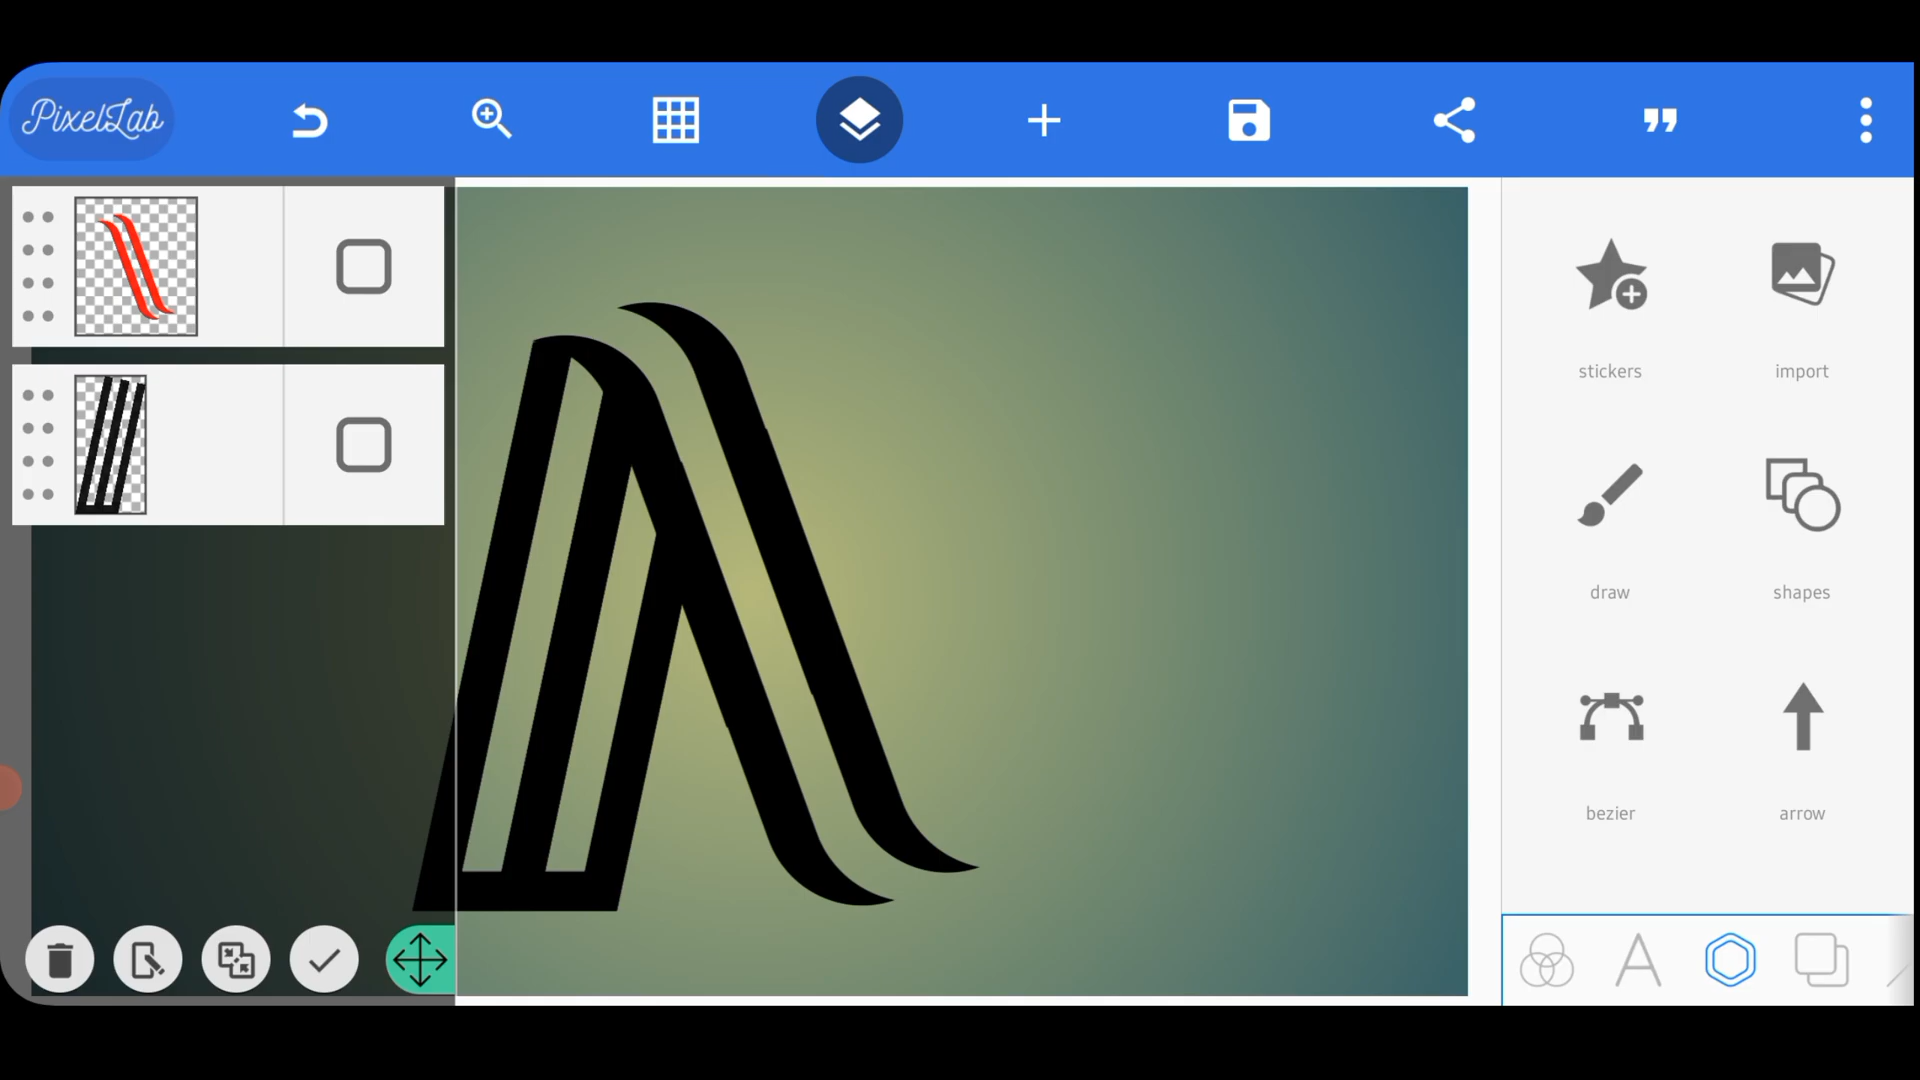 PixelLab
stickers
import
draw
shapes
bezier
arrow